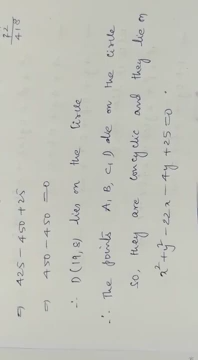 ⇒ 425 - 450 + 25
⇒ 450 - 450 = 0
∴ D(19, 8) lies on the circle
∴ The points A, B, C, D lie on the circle
so, they are concyclic and they lie on
x² + y² - 22x - 4y + 25 = 0.